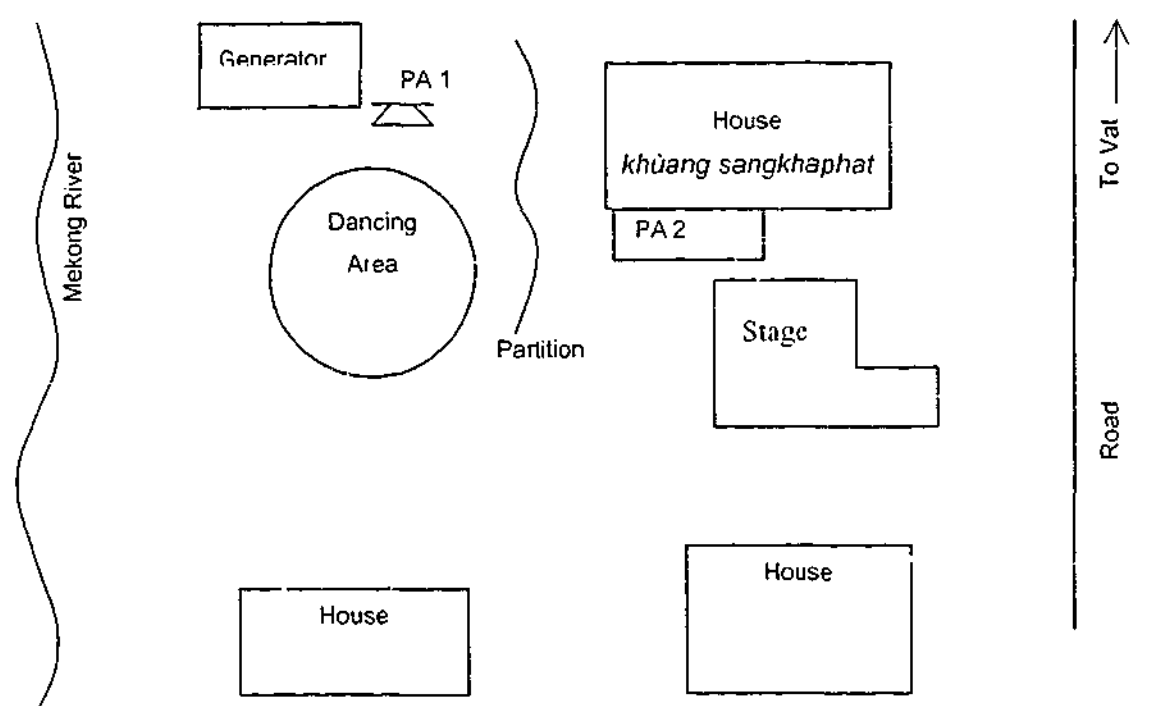 Generator
PA 1
House
khùang sangkhaphat
PA 2
Dancing
Area
Mekong River
Partition
Stage
To Vat
Road
House
House